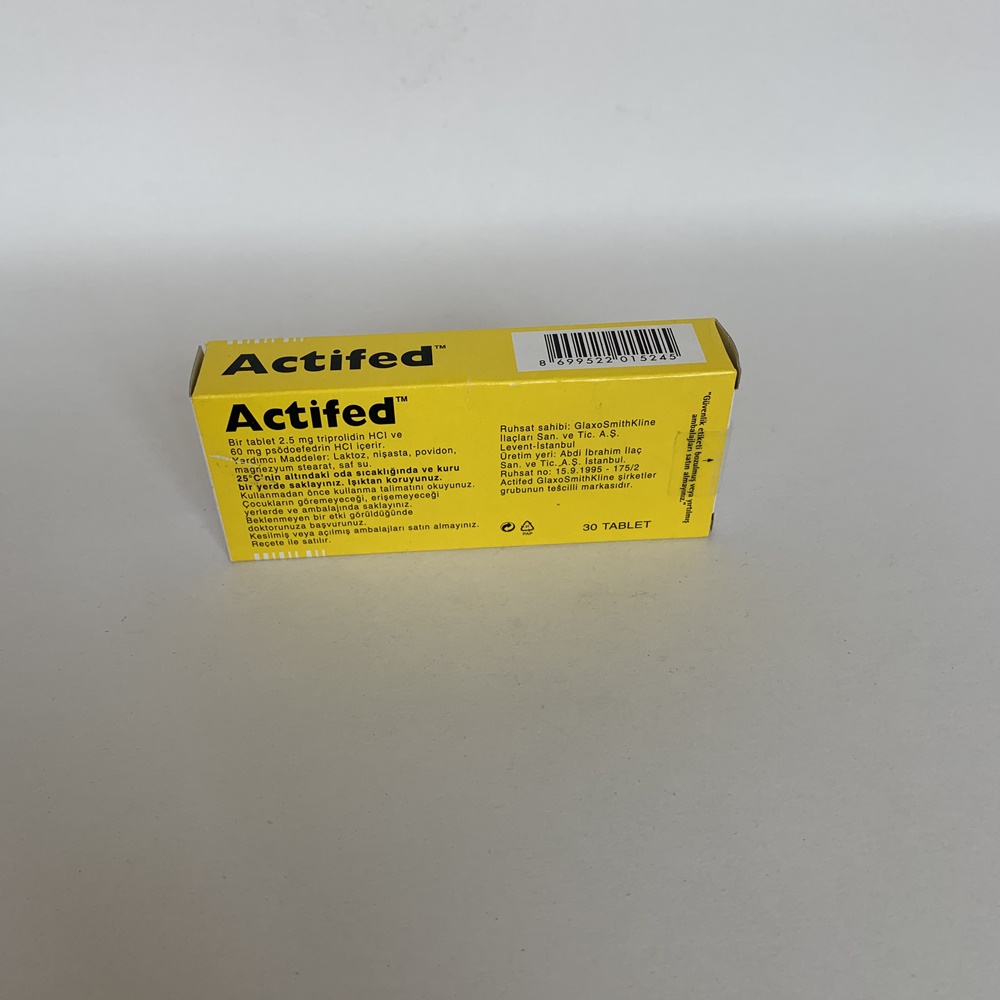 Actifed™
8 699522 015245
Actifed™
Bir tablet 2.5 mg triprolidin HCl ve
60 mg psödoefedrin HCl içerir.
Yardımcı Maddeler: Laktoz, nişasta, povidon,
magnezyum stearat, saf su.
25°C'nin altındaki oda sıcaklığında ve kuru
bir yerde saklayınız. Işıktan koruyunuz.
Kullanmadan önce kullanma talimatını okuyunuz.
Çocukların göremeyeceği, erişemeyeceği
yerlerde ve ambalajında saklayınız.
Beklenmeyen bir etki görüldüğünde
doktorunuza başvurunuz.
Kesilmiş veya açılmış ambalajları satın almayınız.
Reçete ile satılır.
Ruhsat sahibi: GlaxoSmithKline
İlaçları San. ve Tic. A.Ş.
Levent-İstanbul
Üretim yeri: Abdi İbrahim İlaç
San. ve Tic. A.Ş. İstanbul.
Ruhsat no: 15.9.1995 - 175/2
Actifed GlaxoSmithKline şirketler
grubunun tescilli markasıdır.
PAP
30 TABLET
"Güvenlik etiketi bozulmuş veya yırtılmış
ambalajları satın almayınız."